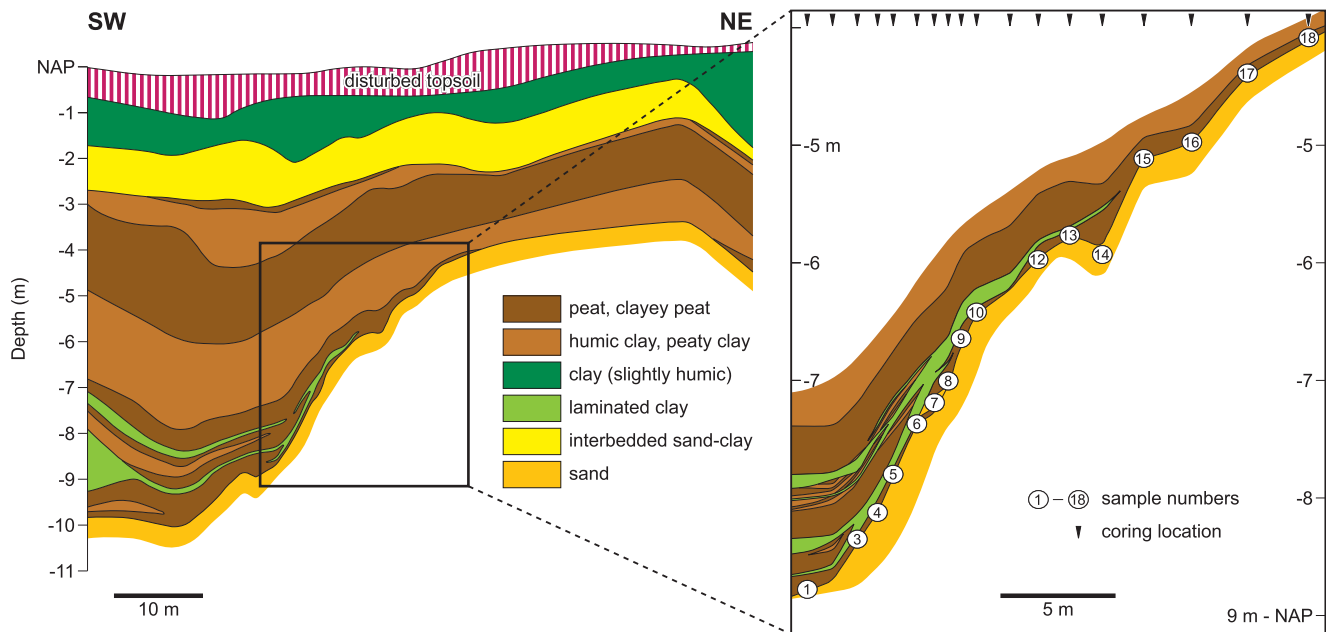 SW
NE
NAP
-1
-2
-3
-4
-5
-6
-7
-8
-9
-10
-11
Depth (m)
disturbed topsoil
peat, clayey peat
humic clay, peaty clay
clay (slightly humic)
laminated clay
interbedded sand-clay
sand
10 m
-5 m
-6
-7
-5
-6
-7
-8
9 m - NAP
18
17
16
15
14
13
12
10
9
8
7
6
5
4
3
1
1 – 18 sample numbers
coring location
5 m